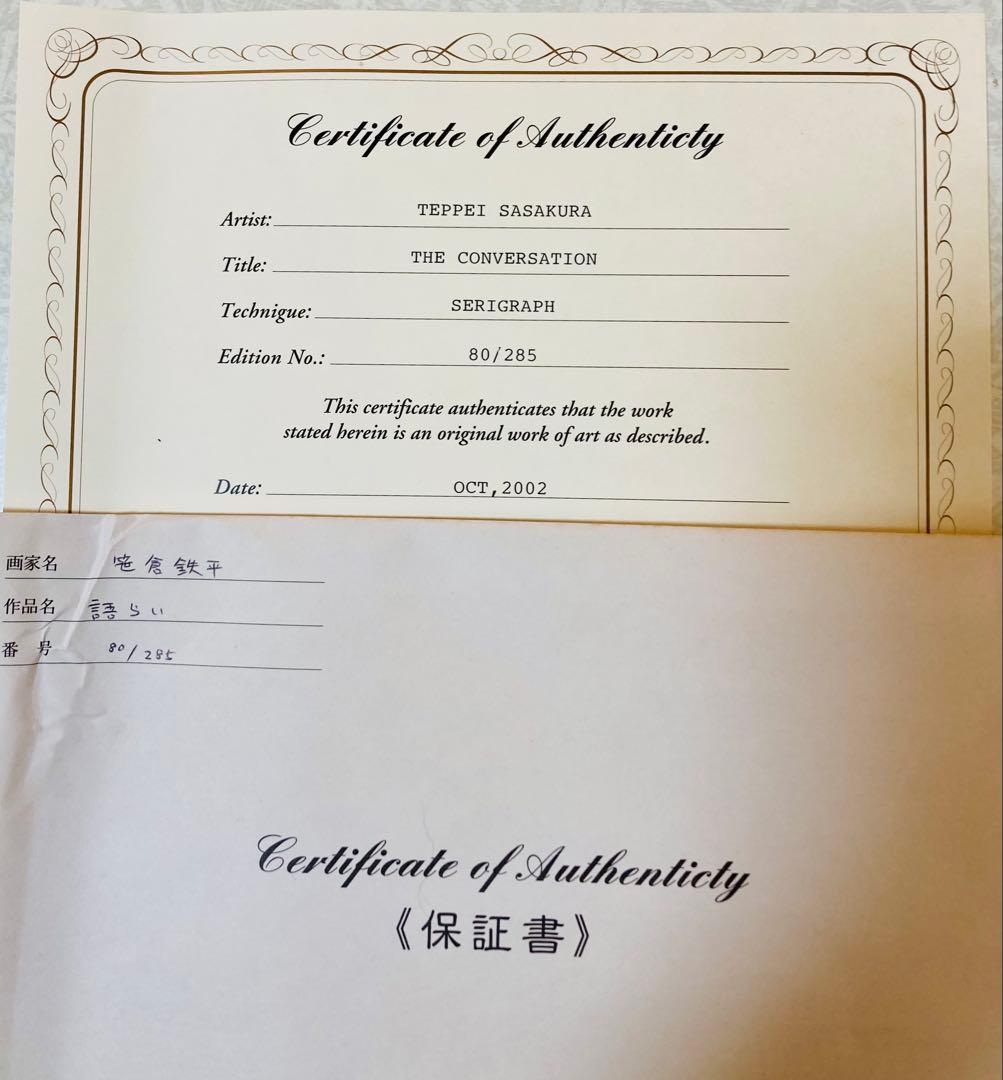 Certificate of Authenticty
Artist: TEPPEI SASAKURA
Title: THE CONVERSATION
Technigue: SERIGRAPH
Edition No.: 80/285
This certificate authenticates that the work
stated herein is an original work of art as described.
Date: OCT,2002
画家名 笹倉鉄平
作品名 語らい
番 号 80/285
Certificate of Authenticty
《保証書》